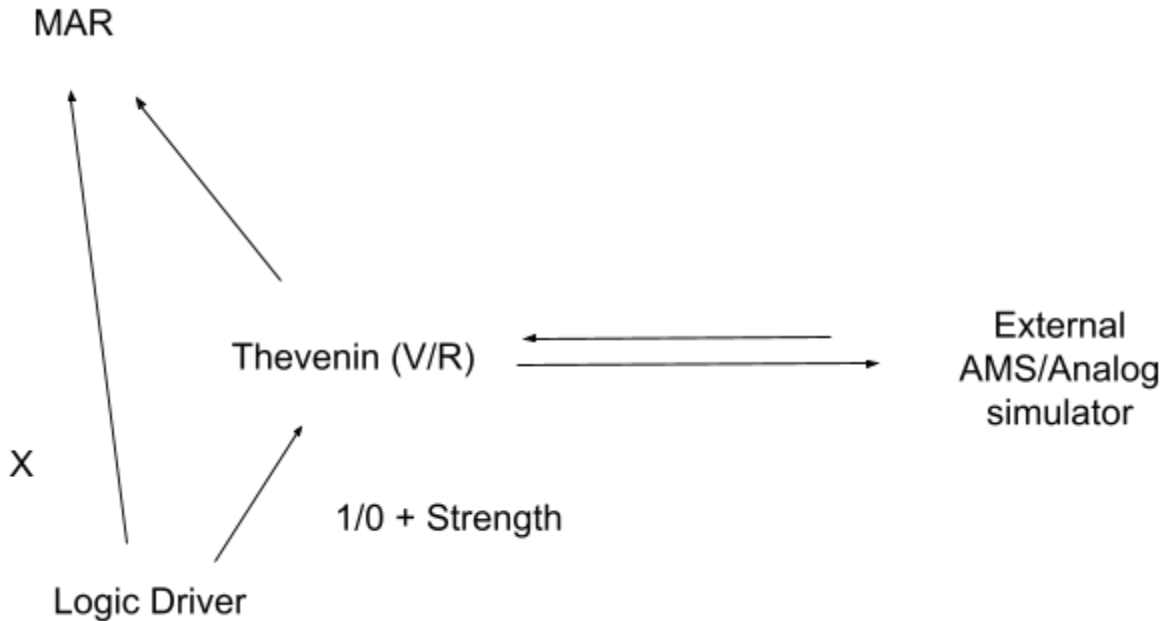 MAR
Thevenin (V/R)
External
AMS/Analog
simulator
X
1/0 + Strength
Logic Driver